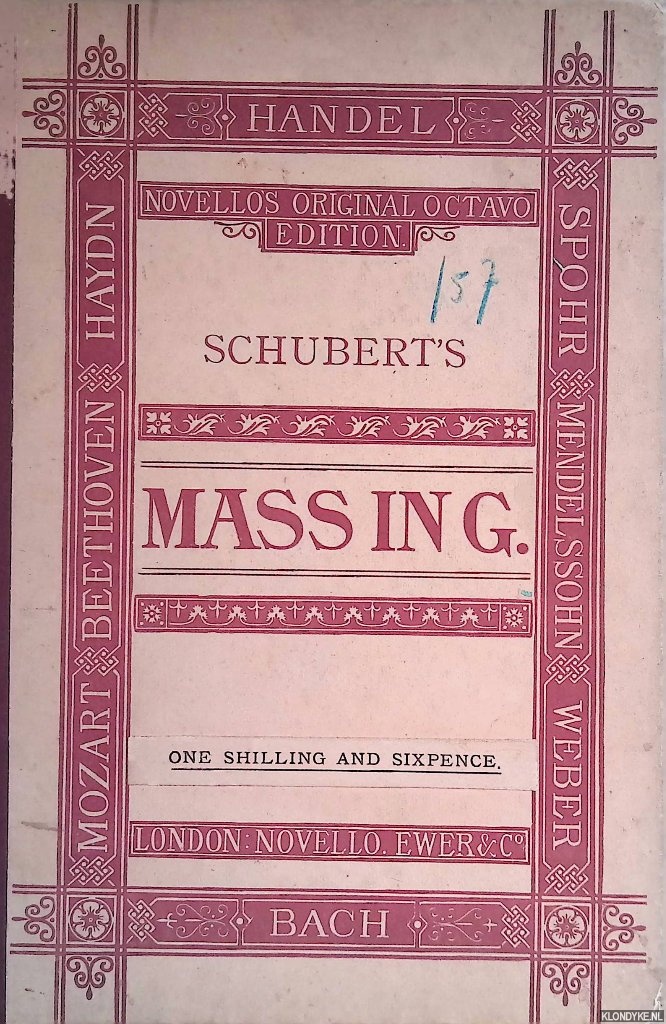 HANDEL
NOVELLO'S ORIGINAL OCTAVO
EDITION.
157
SCHUBERT'S
MASS IN G.
ONE SHILLING AND SIXPENCE.
LONDON: NOVELLO. EWER & Co.
BACH
MOZART BEETHOVEN HAYDN
SPOHR MENDELSSOHN WEBER
KLONDYKE.NL